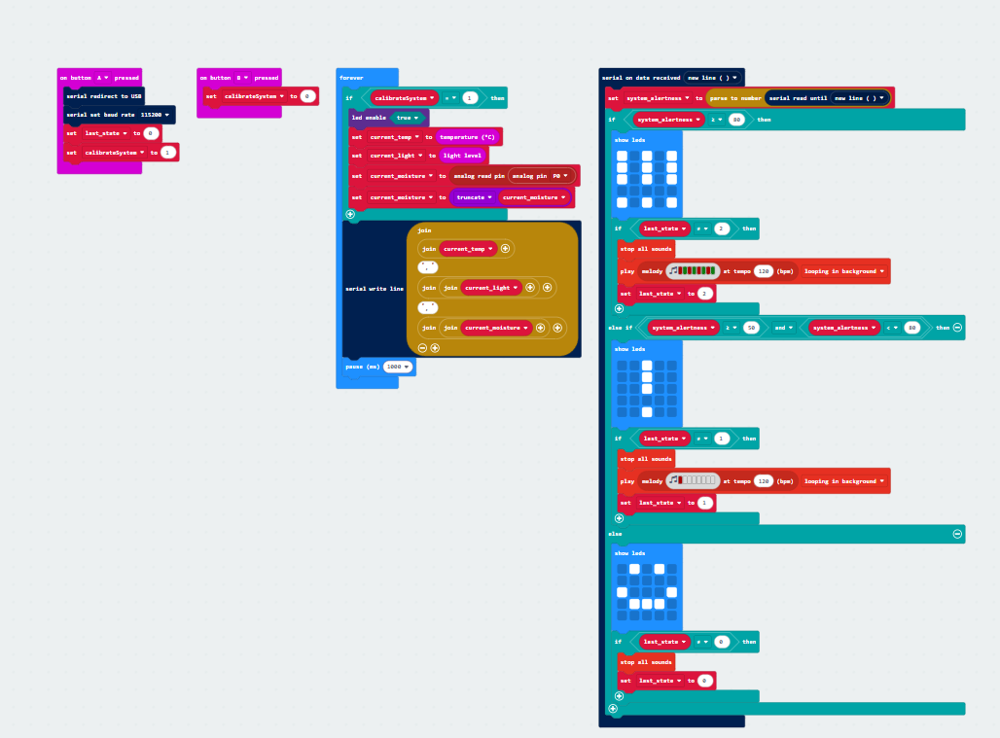 on button A pressed
serial redirect to USB
serial set baud rate 115200
set last_state to 0
set calibrateSystem to 1
on button B pressed
set calibrateSystem to 0
forever
if calibrateSystem = 1 then
led enable true
set current_temp to temperature (°C)
set current_light to light level
set current_moisture to analog read pin analog pin P0
set current_moisture to truncate current_moisture
serial write line
join
join current_temp
" , "
join join current_light
" , "
join join current_moisture
pause (ms) 1000
serial on data received new line ( )
set system_alertness to parse to number serial read until new line ( )
if system_alertness ≥ 80 then
show leds
if last_state ≠ 2 then
stop all sounds
play melody at tempo 120 (bpm) looping in background
set last_state to 2
else if system_alertness ≥ 50 and system_alertness < 80 then
show leds
if last_state ≠ 1 then
stop all sounds
play melody at tempo 120 (bpm) looping in background
set last_state to 1
else
show leds
if last_state ≠ 0 then
stop all sounds
set last_state to 0